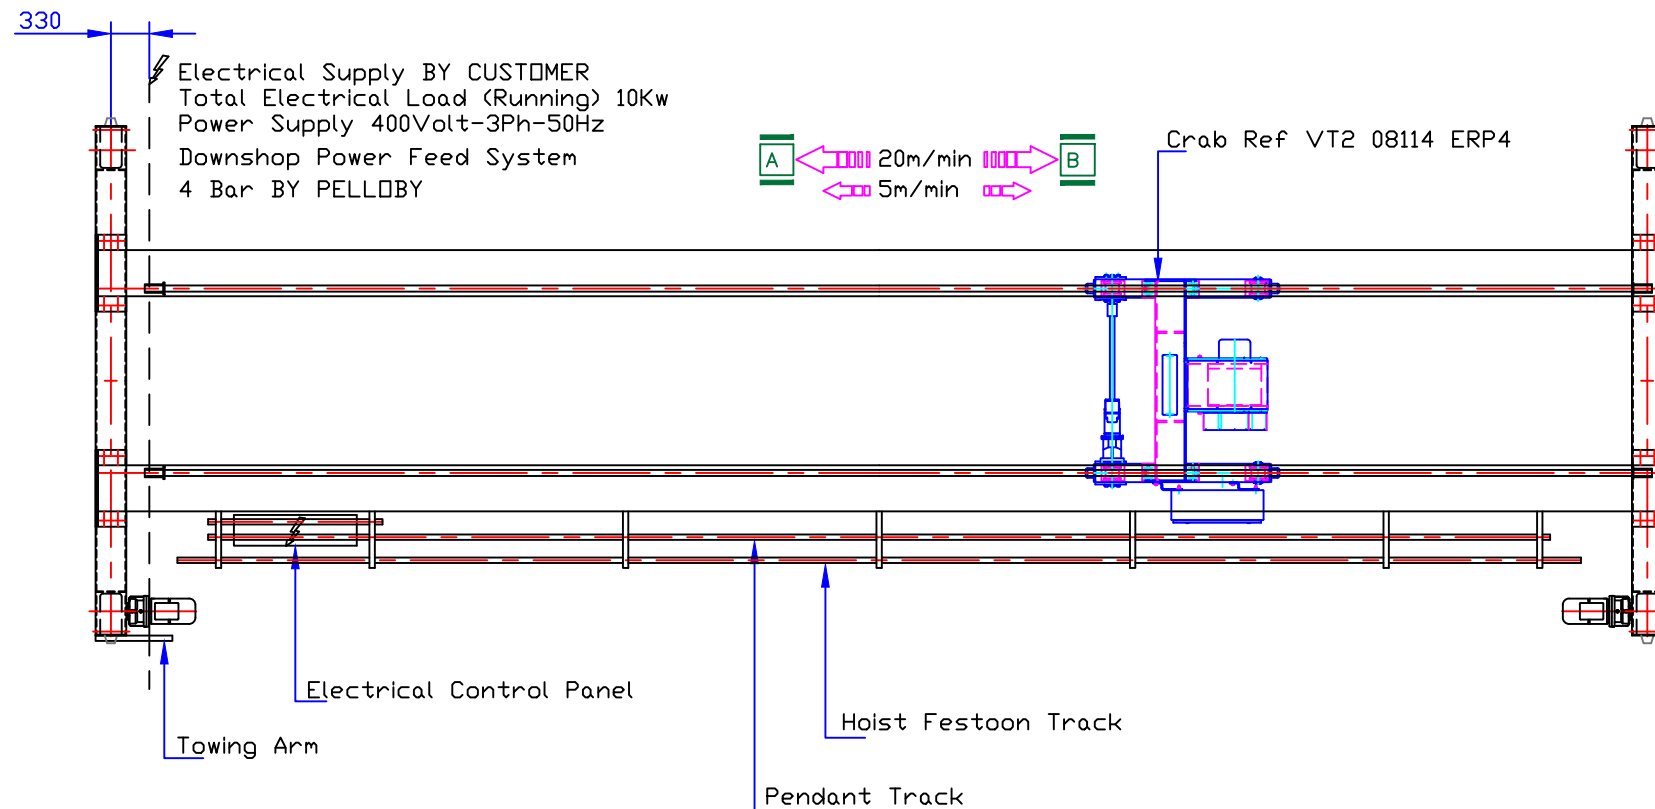 330
Electrical Supply BY CUSTOMER
Total Electrical Load (Running) 10Kw
Power Supply 400Volt-3Ph-50Hz
Downshop Power Feed System
4 Bar BY PELLOBY
A 20m/min B
5m/min
Crab Ref VT2 08114 ERP4
Electrical Control Panel
Hoist Festoon Track
Towing Arm
Pendant Track